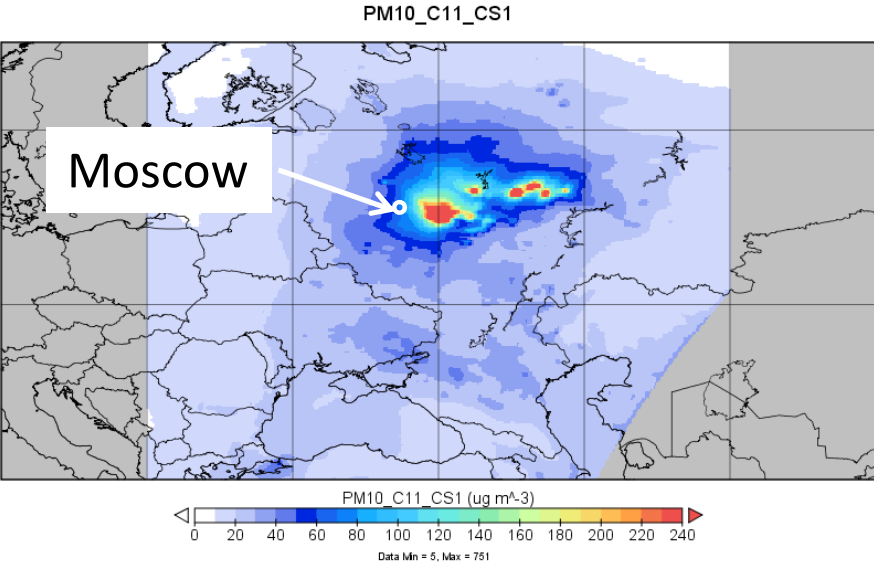 PM10_C11_CS1
Moscow
PM10_C11_CS1 (ug m^-3)
0 20 40 60 80 100 120 140 160 180 200 220 240
Data Min = 5, Max = 751